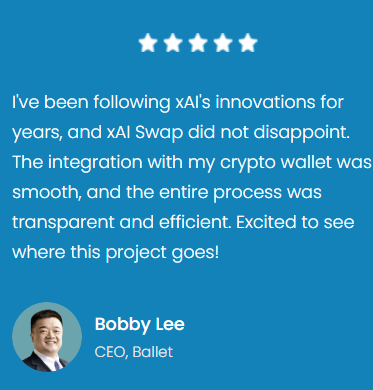 I've been following xAI's innovations for
years, and xAI Swap did not disappoint.
The integration with my crypto wallet was
smooth, and the entire process was
transparent and efficient. Excited to see
where this project goes!
Bobby Lee
CEO, Ballet